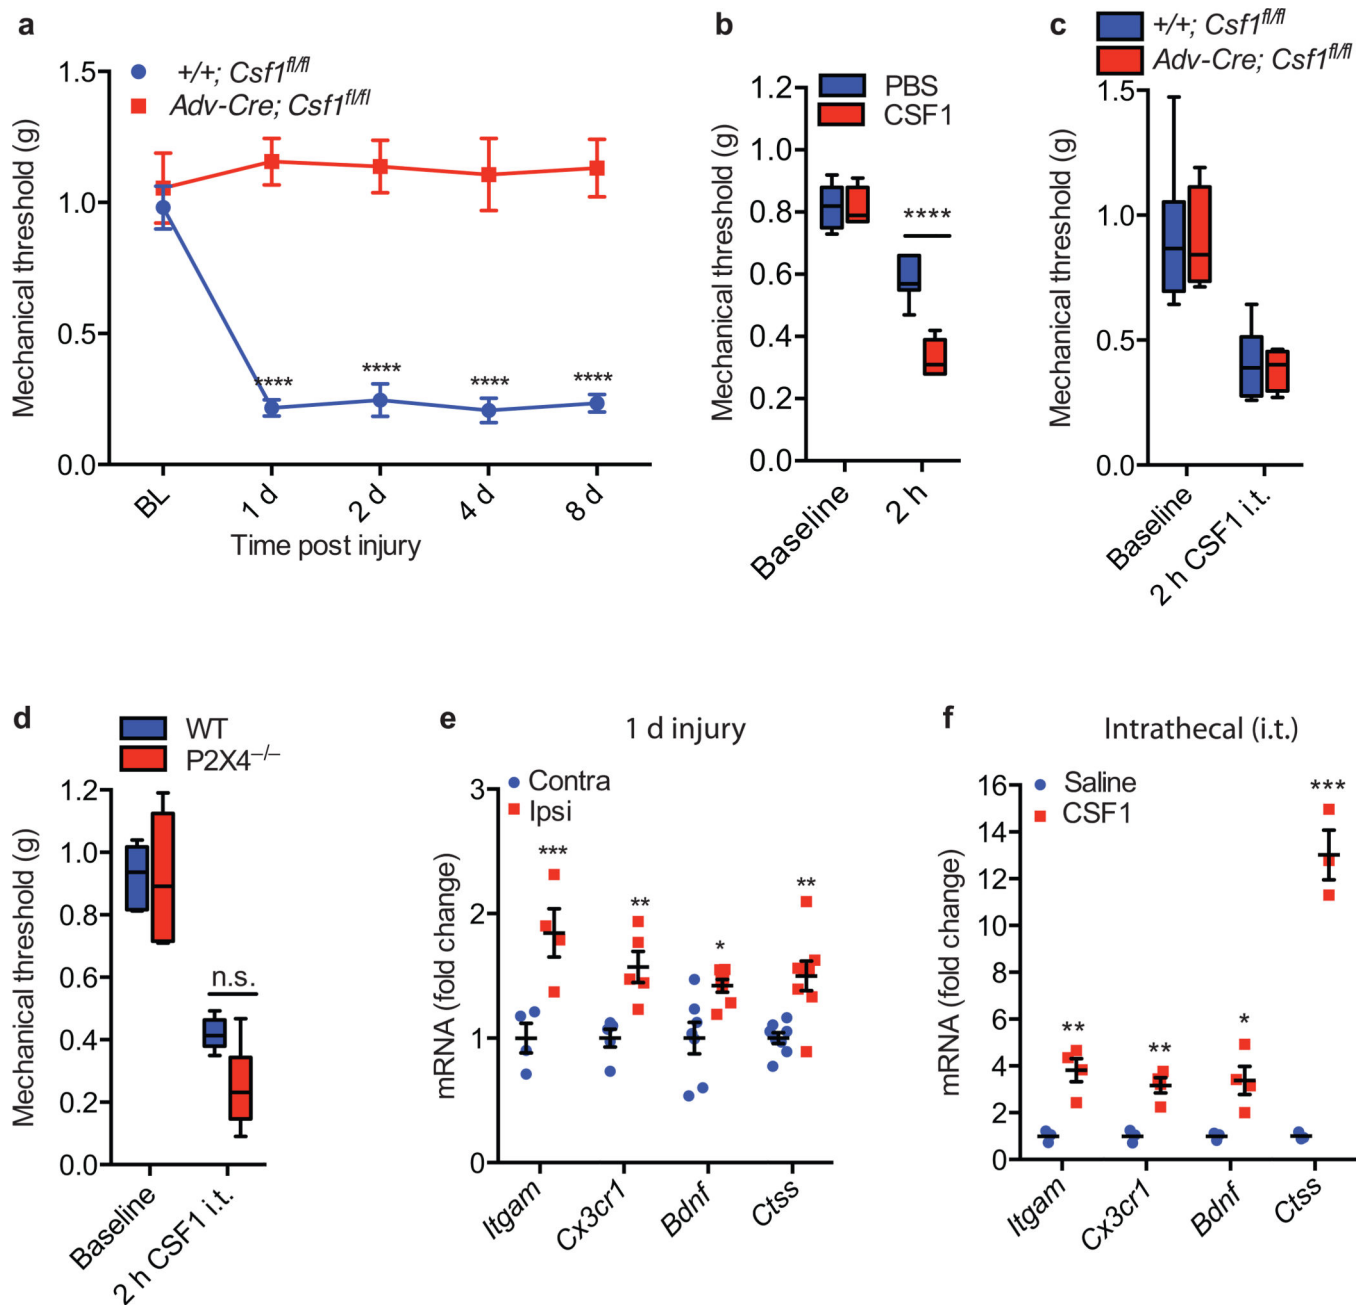 a
+/+; Csf1fl/fl
Adv-Cre; Csf1fl/fl
Mechanical threshold (g)
1.5
1.0
0.5
0.0
****
****
****
****
BL
1 d
2 d
4 d
8 d
Time post injury
b
PBS
CSF1
Mechanical threshold (g)
1.2
1.0
0.8
0.6
0.4
0.2
0.0
****
Baseline
2 h
c
+/+; Csf1fl/fl
Adv-Cre; Csf1fl/fl
Mechanical threshold (g)
1.5
1.0
0.5
0.0
Baseline
2 h CSF1 i.t.
d
WT
P2X4–/–
Mechanical threshold (g)
1.2
1.0
0.8
0.6
0.4
0.2
0.0
n.s.
Baseline
2 h CSF1 i.t.
e
1 d injury
Contra
Ipsi
mRNA (fold change)
3
2
1
0
***
**
*
**
Itgam
Cx3cr1
Bdnf
Ctss
f
Intrathecal (i.t.)
Saline
CSF1
mRNA (fold change)
16
14
12
10
8
6
4
2
0
**
**
*
***
Itgam
Cx3cr1
Bdnf
Ctss